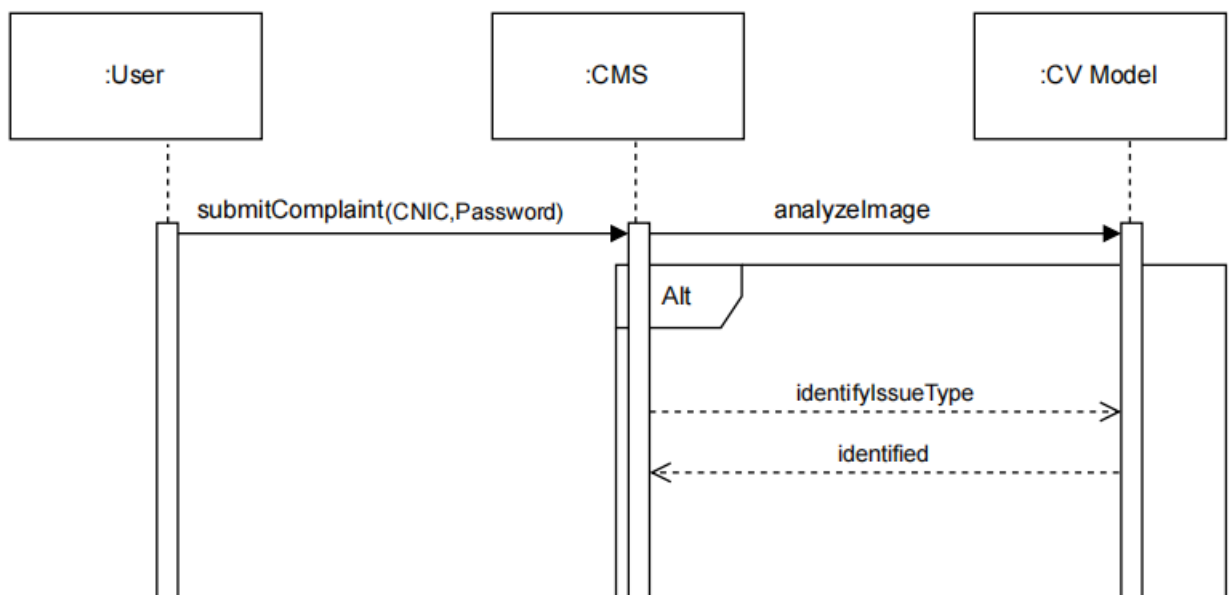 :User
:CMS
:CV Model
submitComplaint(CNIC,Password)
analyzeImage
Alt
identifyIssueType
identified